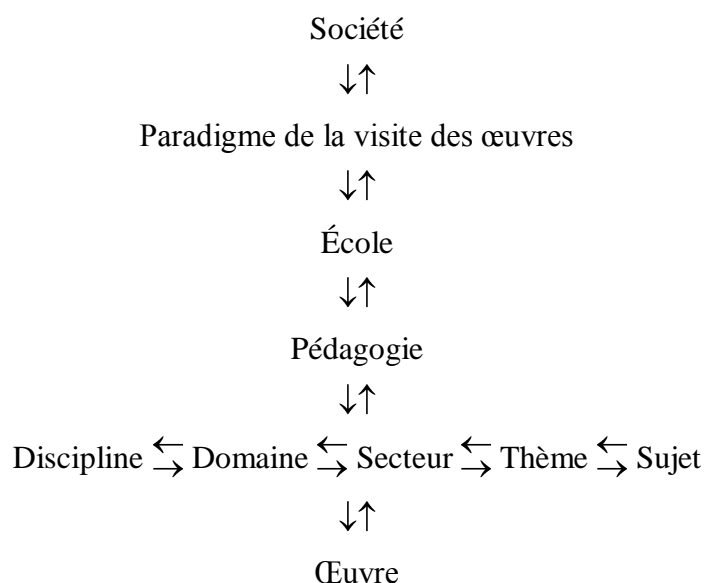 Société
↓↑
Paradigme de la visite des œuvres
↓↑
École
↓↑
Pédagogie
↓↑
Discipline ⇆ Domaine ⇆ Secteur ⇆ Thème ⇆ Sujet
↓↑
Œuvre